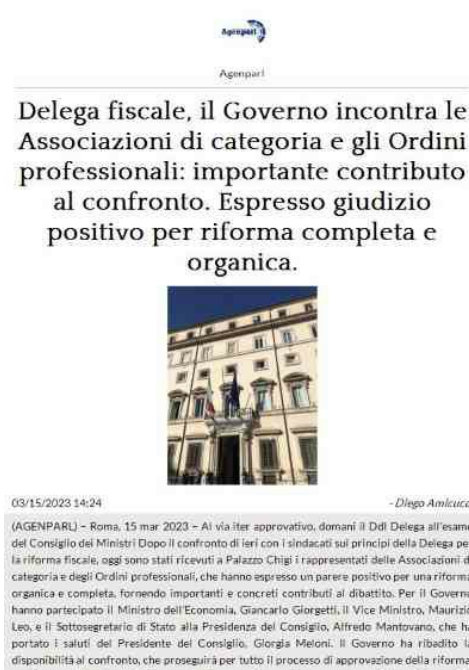 Agenparl
Agenparl
Delega fiscale, il Governo incontra le
Associazioni di categoria e gli Ordini
professionali: importante contributo
al confronto. Espresso giudizio
positivo per riforma completa e
organica.
03/15/2023 14:24
- Diego Amicucci
(AGENPARL) – Roma, 15 mar 2023 – Al via iter approvativo, domani il Ddl Delega all'esame
del Consiglio dei Ministri Dopo il confronto di ieri con i sindacati sui principi della Delega per
la riforma fiscale, oggi sono stati ricevuti a Palazzo Chigi i rappresentati delle Associazioni di
categoria e degli Ordini professionali, che hanno espresso un parere positivo per una riforma
organica e completa, fornendo importanti e concreti contributi al dibattito. Per il Governo
hanno partecipato il Ministro dell'Economia, Giancarlo Giorgetti, il Vice Ministro, Maurizio
Leo, e il Sottosegretario di Stato alla Presidenza del Consiglio, Alfredo Mantovano, che ha
portato i saluti del Presidente del Consiglio, Giorgia Meloni. Il Governo ha ribadito la
disponibilità al confronto, che proseguirà per tutto il processo di approvazione della riforma